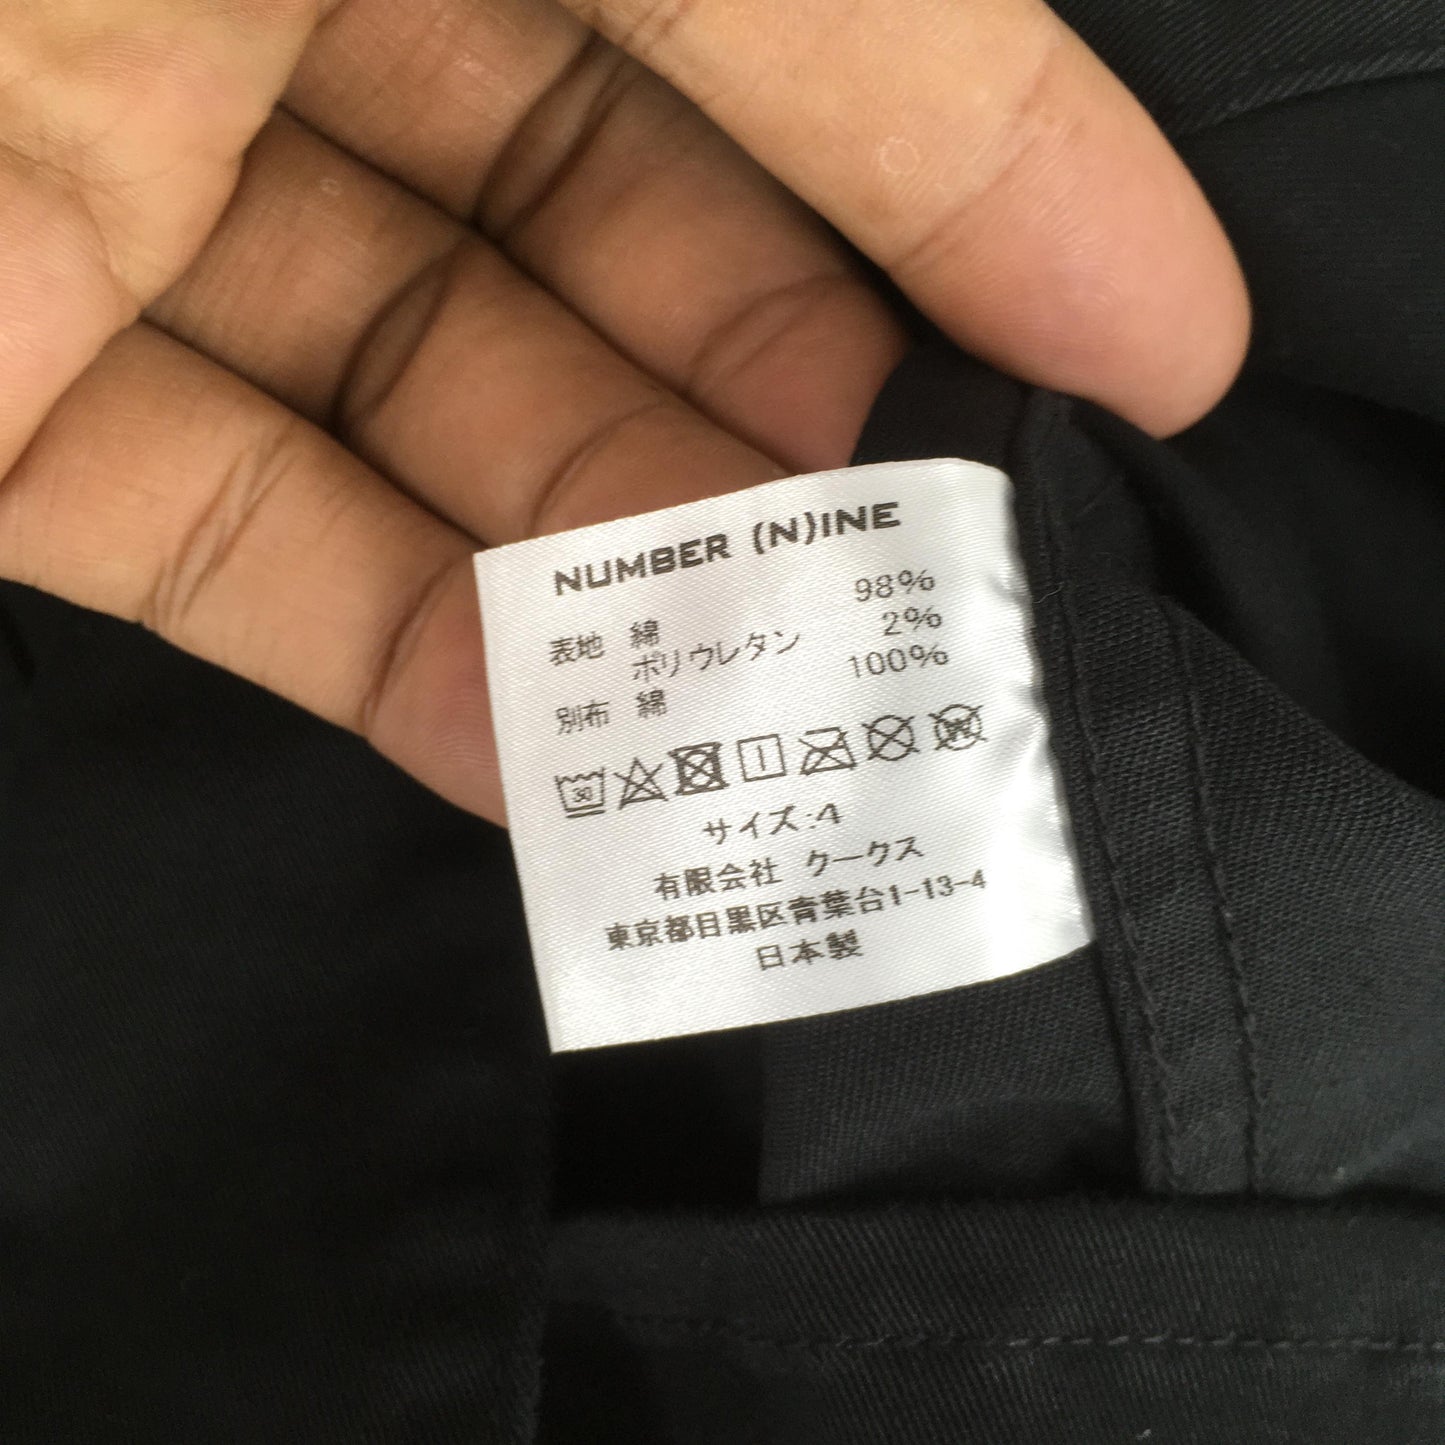 NUMBER (N)INE
表地 綿 98%
ポリウレタン 2%
別布 綿 100%
30 W
サイズ:4
有限会社 クークス
東京都目黒区青葉台1-13-4
日本製